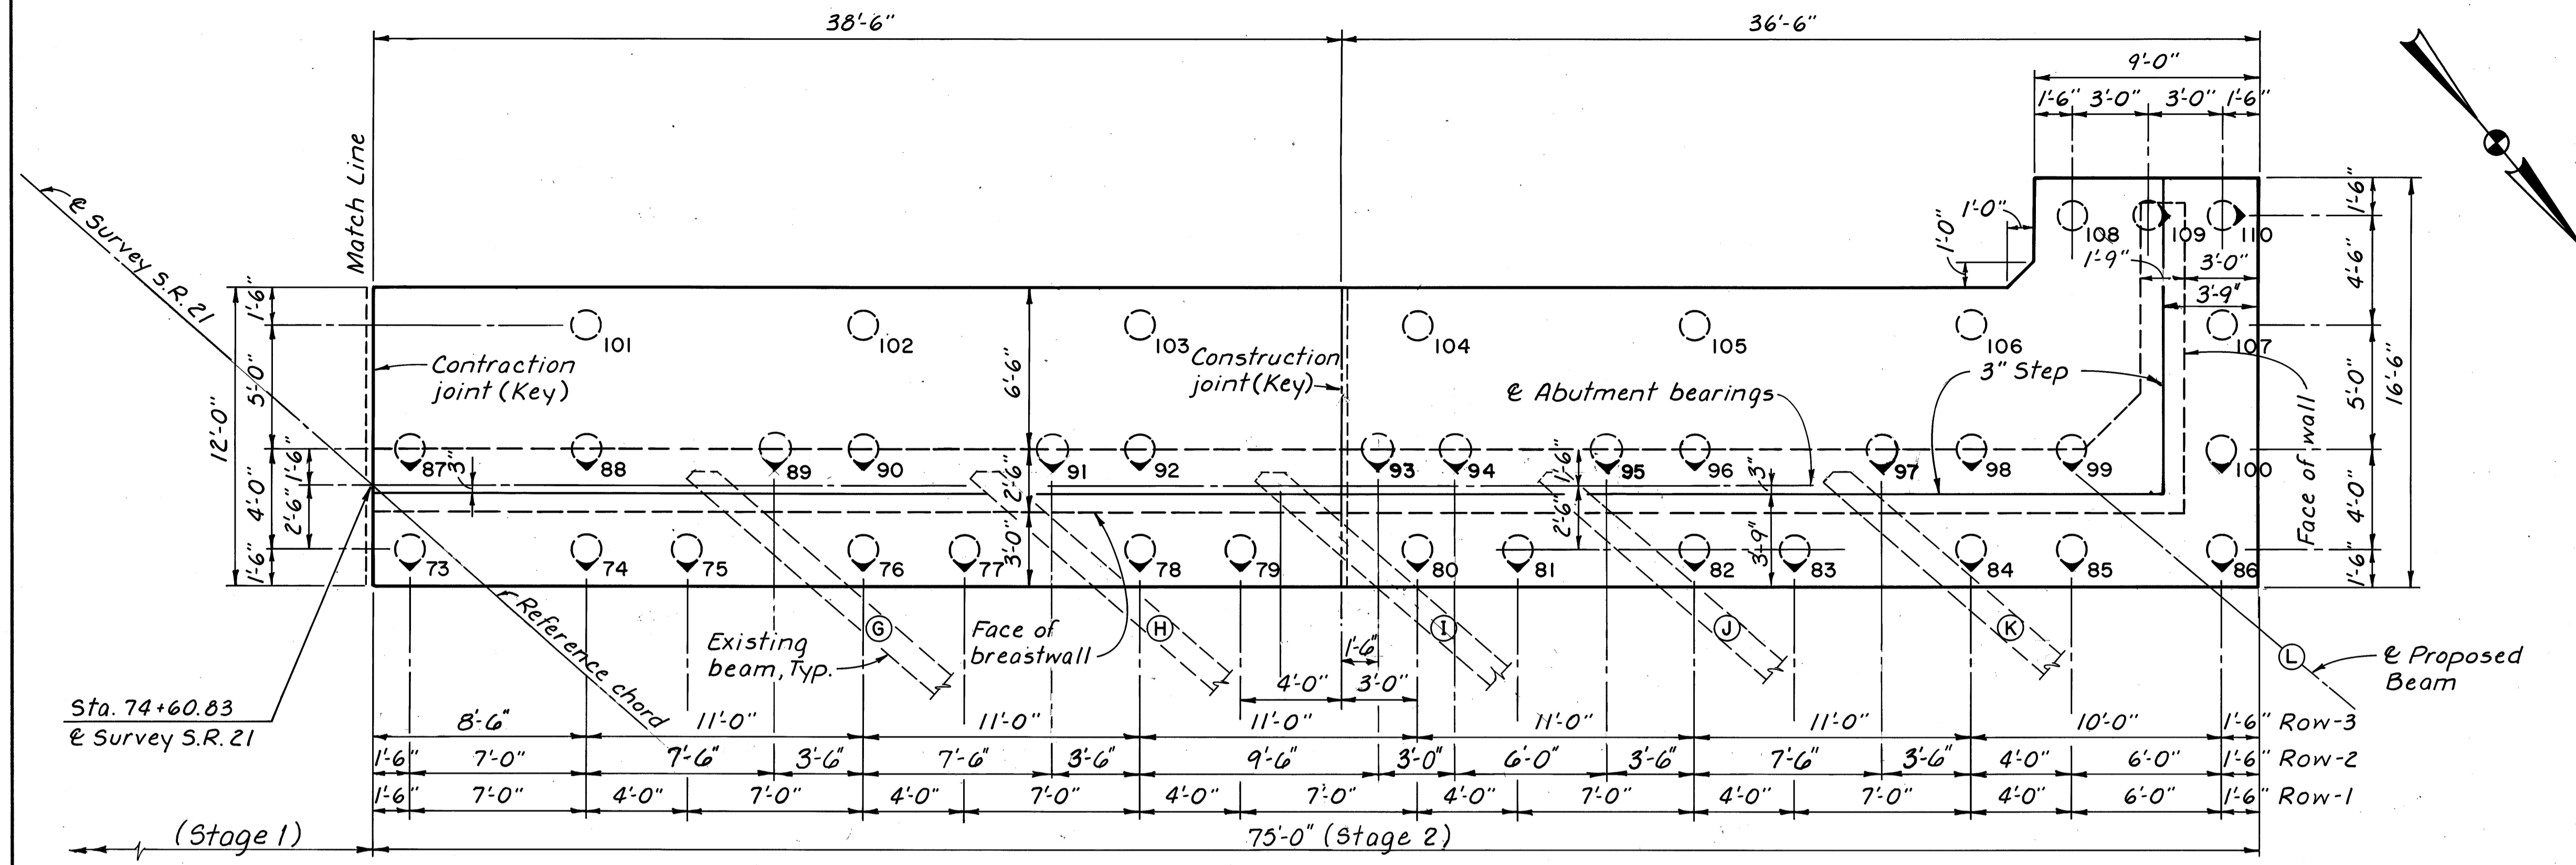 38'-6"
36'-6"
9'-0"
1'-6" 3'-0" 3'-0" 1'-6"
Match Line
℄ Survey S.R. 21
1'-0"
1'-0"
108 109 110
1'-9"
3'-0"
3'-9"
1'-6"
4'-6"
5'-0"
4'-0"
1'-6"
16'-6"
1'-6"
5'-0"
4'-0"
1'-6"
12'-0"
1'-6"
2'-6"
3"
101 102 103 104 105 106 107
Contraction
joint (Key)
6'-6"
2'-6"
3'-0"
Construction
joint (Key)
℄ Abutment bearings
3" Step
Face of wall
87 88 89 90 91 92 93 94 95 96 97 98 99 100
1'-6"
2'-6"
3"
3'-9"
73 74 75 76 77 78 79 80 81 82 83 84 85 86
Reference chord
Existing
beam, Typ.
G
Face of
breastwall
H
I
J
K
L
℄ Proposed
Beam
1'-6"
4'-0" 3'-0"
Sta. 74+60.83
℄ Survey S.R. 21
8'-6" 11'-0" 11'-0" 11'-0" 11'-0" 11'-0" 10'-0" 1'-6" Row-3
1'-6" 7'-0" 7'-6" 3'-6" 7'-6" 3'-6" 9'-6" 3'-0" 6'-0" 3'-6" 7'-6" 3'-6" 4'-0" 6'-0" 1'-6" Row-2
1'-6" 7'-0" 4'-0" 7'-0" 4'-0" 7'-0" 4'-0" 7'-0" 4'-0" 7'-0" 4'-0" 7'-0" 4'-0" 6'-0" 1'-6" Row-1
(Stage 1)
75'-0" (Stage 2)